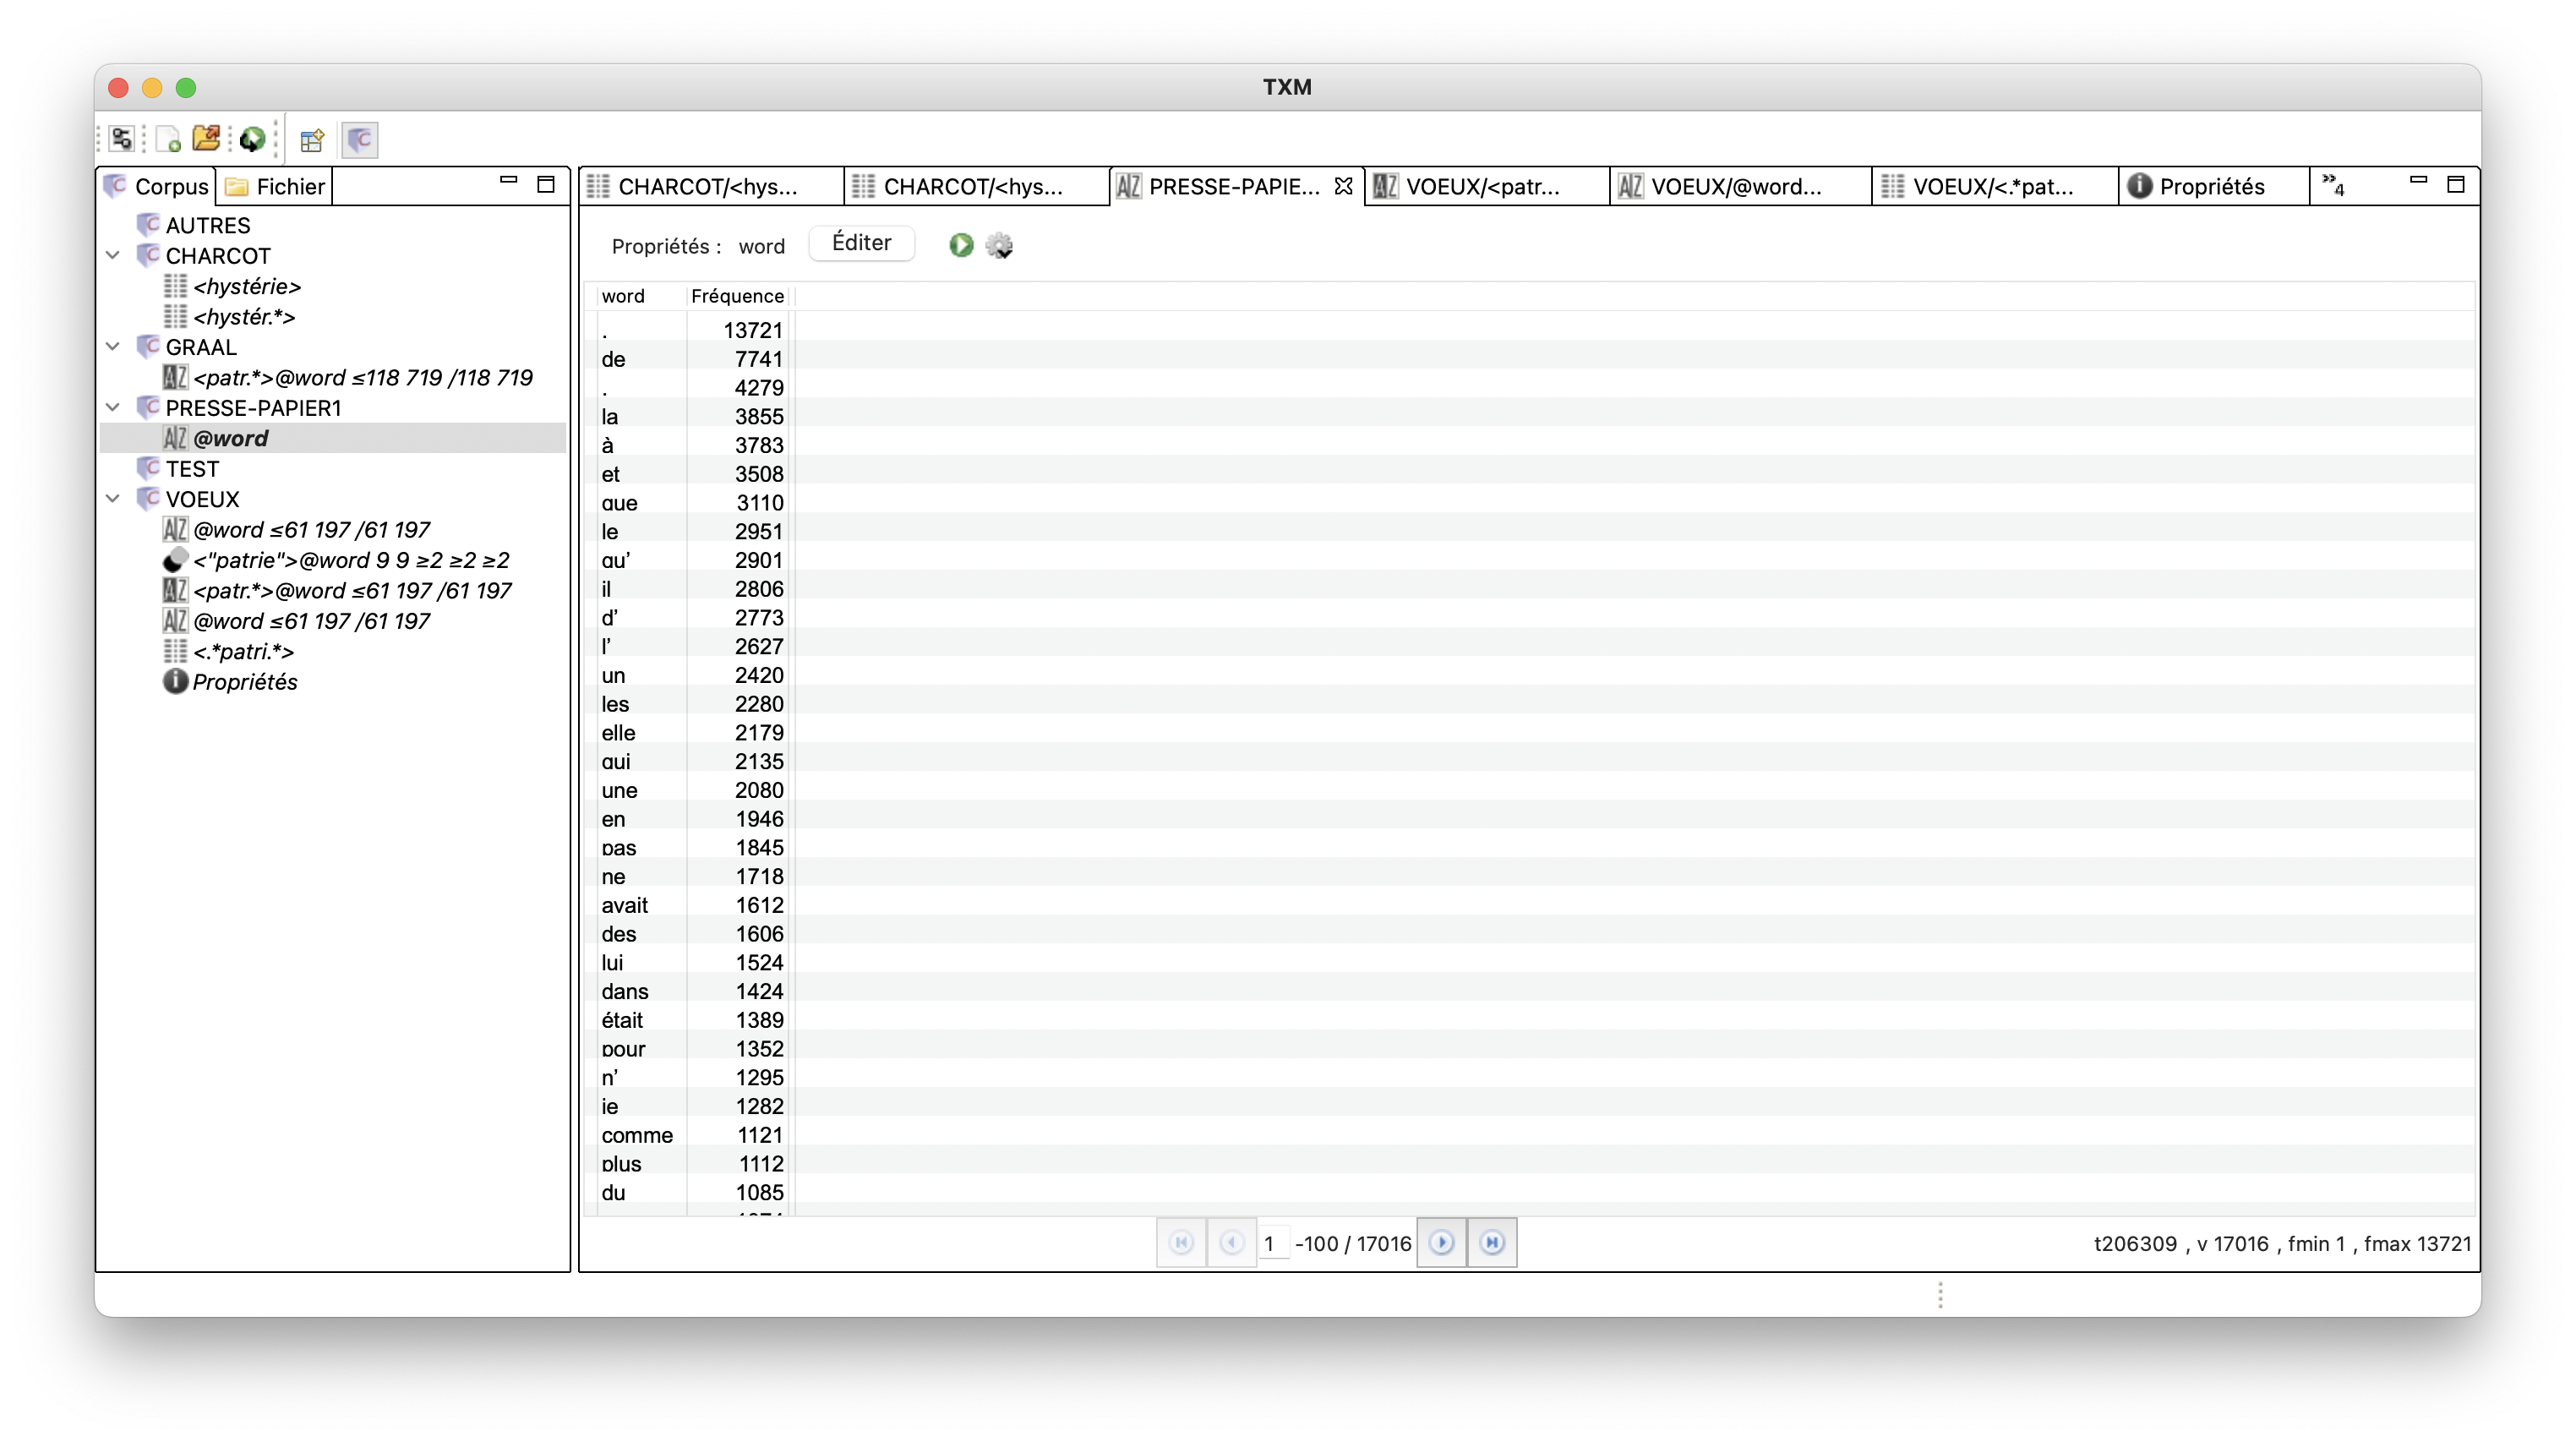 TXM
Corpus Fichier
AUTRES
CHARCOT
<hystérie>
<hystér.*>
GRAAL
<patr.*>@word ≤118 719 /118 719
PRESSE-PAPIER1
@word
TEST
VOEUX
@word ≤61 197 /61 197
<"patrie">@word 9 9 ≥2 ≥2 ≥2
<patr.*>@word ≤61 197 /61 197
@word ≤61 197 /61 197
<.*patri.*>
Propriétés
CHARCOT/<hys... CHARCOT/<hys... PRESSE-PAPIE... VOEUX/<patr... VOEUX/@word... VOEUX/<.*pat... Propriétés »4
Propriétés : word Éditer
word Fréquence
. 13721
de 7741
. 4279
la 3855
à 3783
et 3508
que 3110
le 2951
qu’ 2901
il 2806
d’ 2773
l’ 2627
un 2420
les 2280
elle 2179
qui 2135
une 2080
en 1946
pas 1845
ne 1718
avait 1612
des 1606
lui 1524
dans 1424
était 1389
pour 1352
n’ 1295
je 1282
comme 1121
plus 1112
du 1085
1 -100 / 17016
t206309 , v 17016 , fmin 1 , fmax 13721